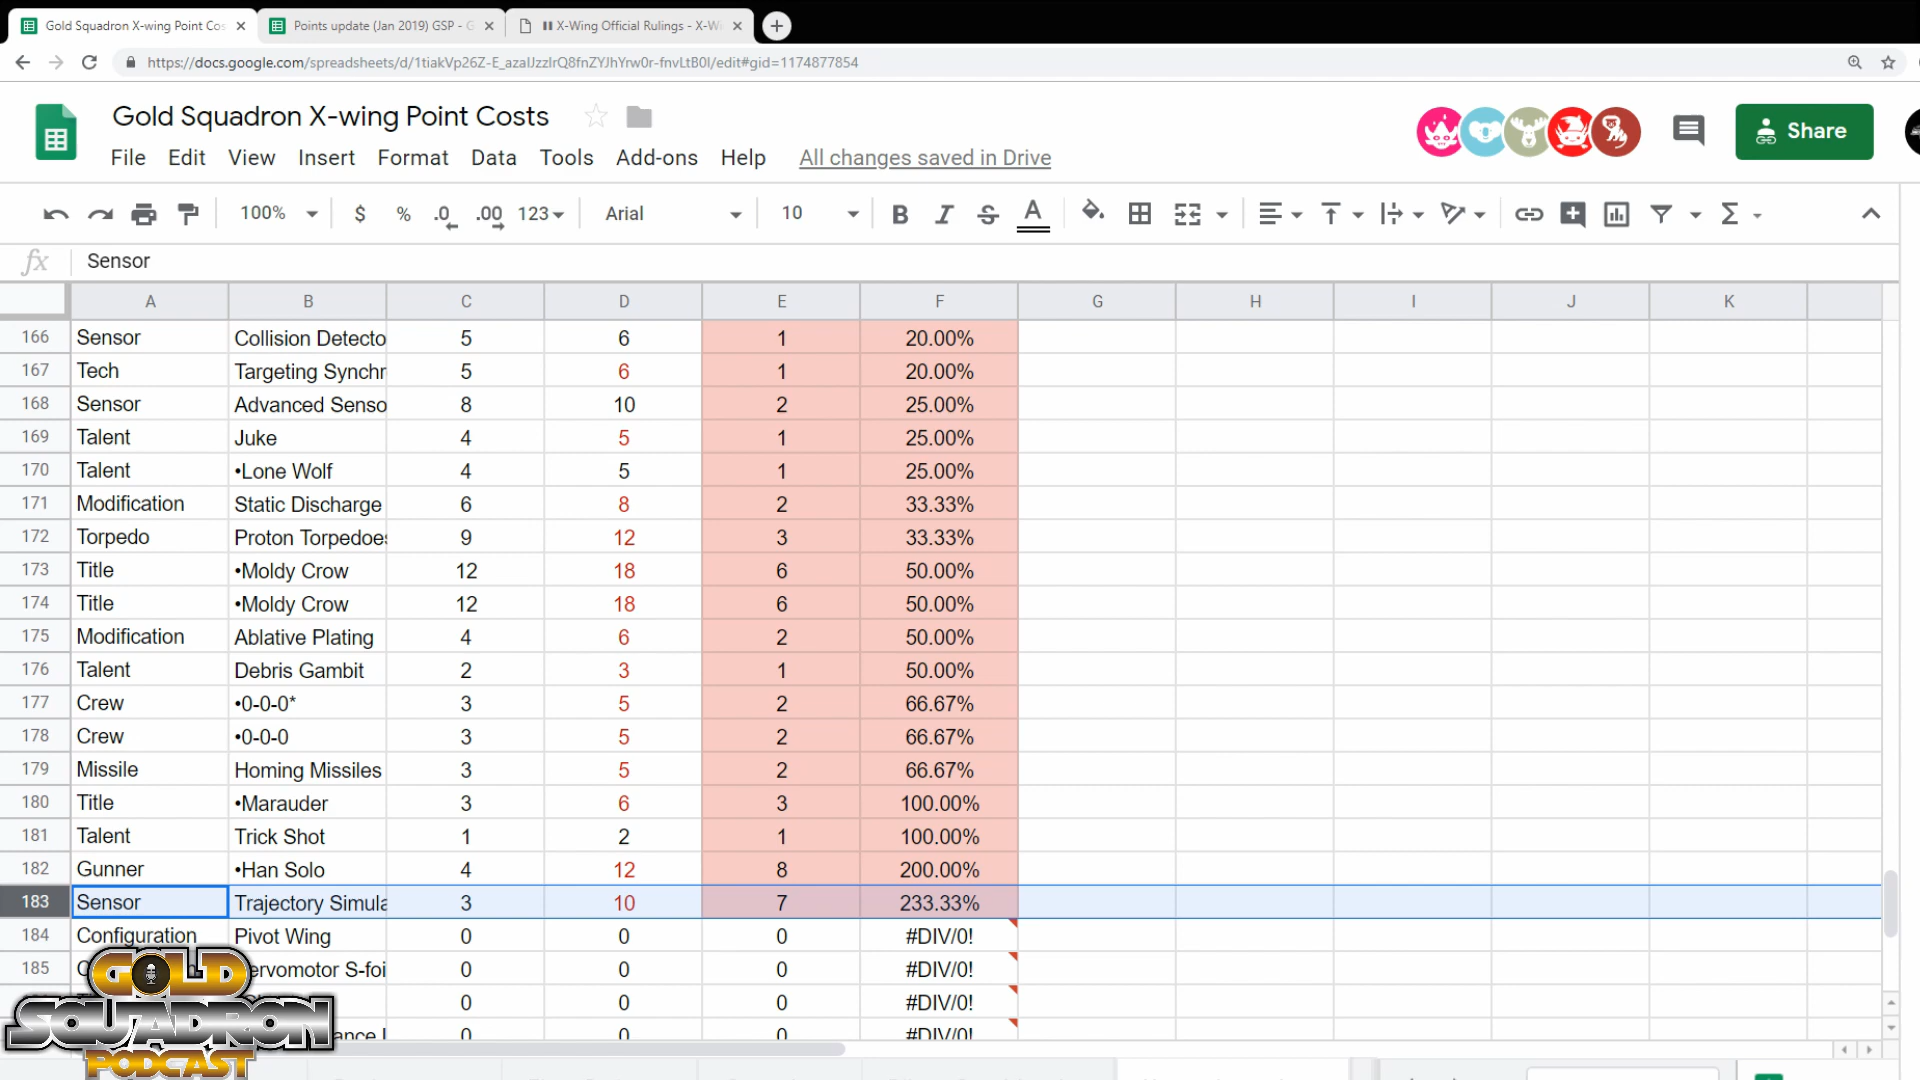 Gold Squadron X-wing Point Cos
Points update (Jan 2019) GSP - G
X-Wing Official Rulings - X-Wi
https://docs.google.com/spreadsheets/d/1tiakVp26Z-E_azaIJzzIrQ8fnZYJhYrw0r-fnvLtB0I/edit#gid=1174877854
Gold Squadron X-wing Point Costs
File Edit View Insert Format Data Tools Add-ons Help All changes saved in Drive
Share
100% $ % .0 .00 123 Arial 10 B I S A Σ
fx Sensor
A B C D E F G H I J K
166 Sensor Collision Detecto 5 6 1 20.00%
167 Tech Targeting Synchr 5 6 1 20.00%
168 Sensor Advanced Senso 8 10 2 25.00%
169 Talent Juke 4 5 1 25.00%
170 Talent •Lone Wolf 4 5 1 25.00%
171 Modification Static Discharge 6 8 2 33.33%
172 Torpedo Proton Torpedoes 9 12 3 33.33%
173 Title •Moldy Crow 12 18 6 50.00%
174 Title •Moldy Crow 12 18 6 50.00%
175 Modification Ablative Plating 4 6 2 50.00%
176 Talent Debris Gambit 2 3 1 50.00%
177 Crew •0-0-0* 3 5 2 66.67%
178 Crew •0-0-0 3 5 2 66.67%
179 Missile Homing Missiles 3 5 2 66.67%
180 Title •Marauder 3 6 3 100.00%
181 Talent Trick Shot 1 2 1 100.00%
182 Gunner •Han Solo 4 12 8 200.00%
183 Sensor Trajectory Simula 3 10 7 233.33%
184 Configuration Pivot Wing 0 0 0 #DIV/0!
185 ervomotor S-foi 0 0 0 #DIV/0!
0 0 0 #DIV/0!
0 0 0 #DIV/0!
GOLD
SQUADRON
PODCAST